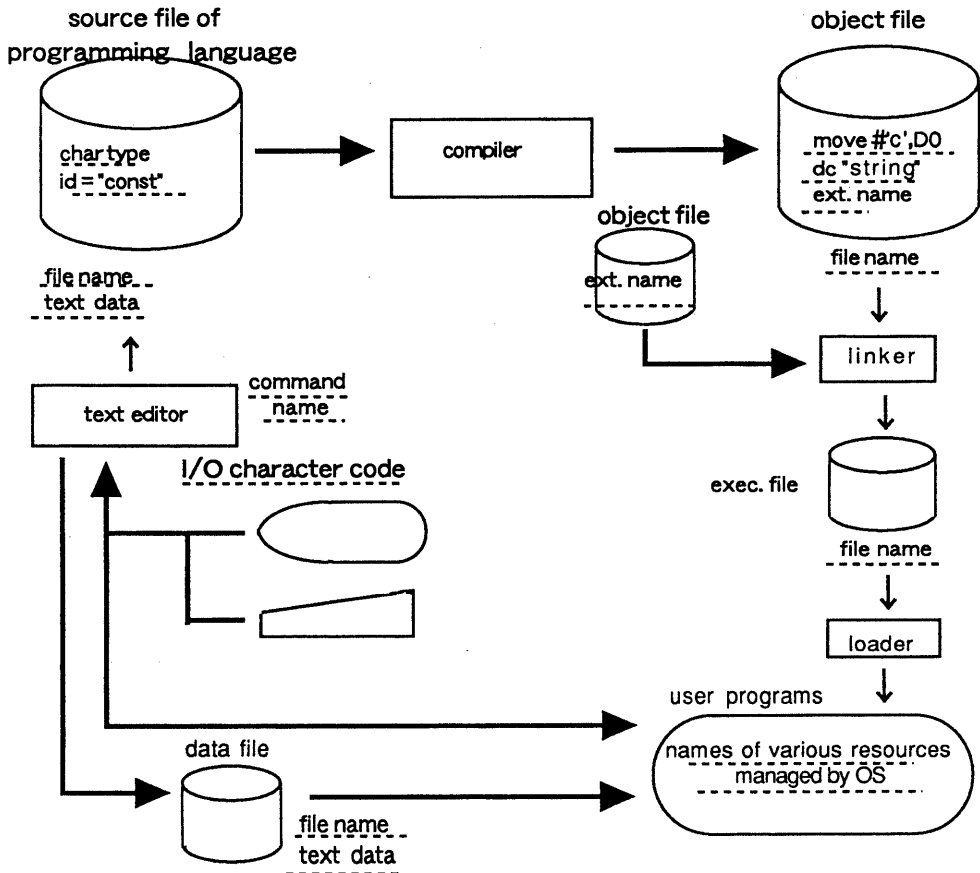 source file of
programming language
object file
char type
id = "const"
compiler
move #'c',D0
dc "string"
ext. name
object file
ext. name
file name
file name
text data
linker
text editor
command
name
I/O character code
exec. file
file name
loader
user programs
names of various resources
managed by OS
data file
file name
text data